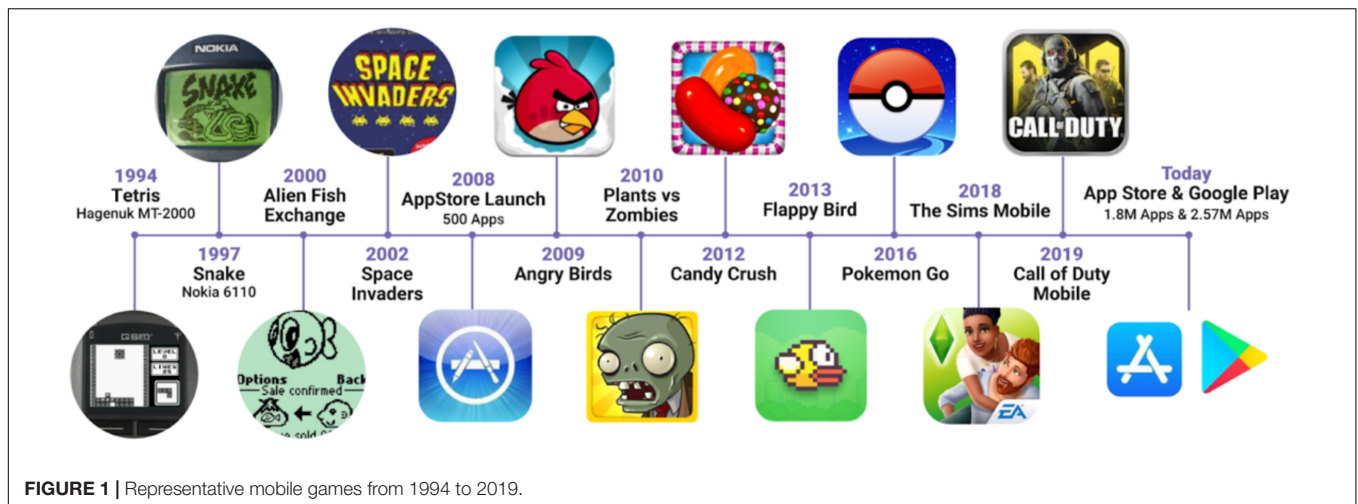 NOKIA
SNAKE
SPACE
INVADERS
CALL OF DUTY
1994
Tetris
Hagenuk MT-2000
2000
Alien Fish
Exchange
2008
AppStore Launch
500 Apps
2010
Plants vs
Zombies
2013
Flappy Bird
2018
The Sims Mobile
Today
App Store & Google Play
1.8M Apps & 2.57M Apps
1997
Snake
Nokia 6110
2002
Space
Invaders
2009
Angry Birds
2012
Candy Crush
2016
Pokemon Go
2019
Call of Duty
Mobile
GSM
LEVEL
LINES
Options Back
Sale confirmed
EA
FIGURE 1 | Representative mobile games from 1994 to 2019.